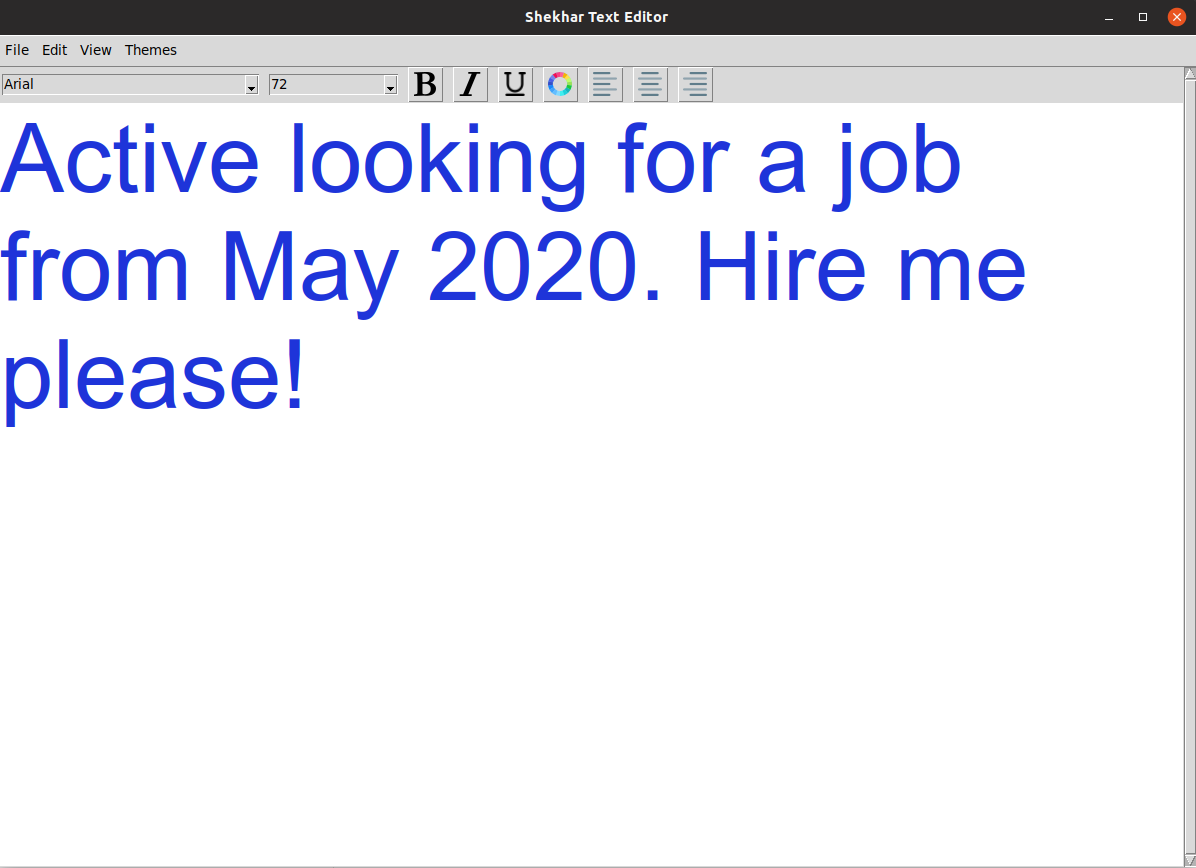 Shekhar Text Editor
File Edit View Themes
Arial 72 B I U
Active looking for a job
from May 2020. Hire me
please!